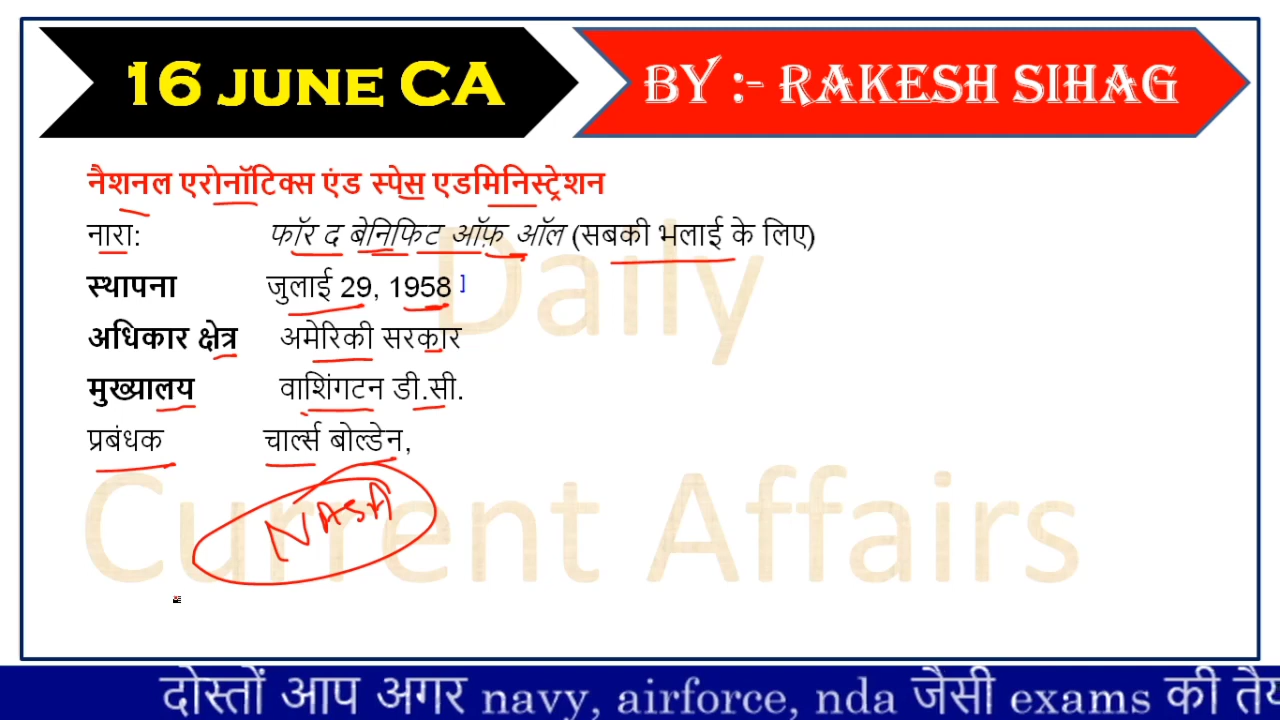 16 JUNE CA
BY :- RAKESH SIHAG
नैशनल एरोनॉटिक्स एंड स्पेस एडमिनिस्ट्रेशन
नारा: फॉर द बेनिफिट ऑफ़ ऑल (सबकी भलाई के लिए)
स्थापना जुलाई 29, 1958 ]
अधिकार क्षेत्र अमेरिकी सरकार
मुख्यालय वाशिंगटन डी.सी.
प्रबंधक चार्ल्स बोल्डेन,
NASA
Daily
Current Affairs
दोस्तों आप अगर navy, airforce, nda जैसी exams की तैय